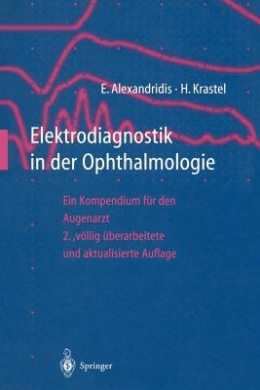 E. Alexandridis · H. Krastel
Elektrodiagnostik
in der Ophthalmologie
Ein Kompendium für den
Augenarzt
2., völlig überarbeitete
und aktualisierte Auflage
Springer